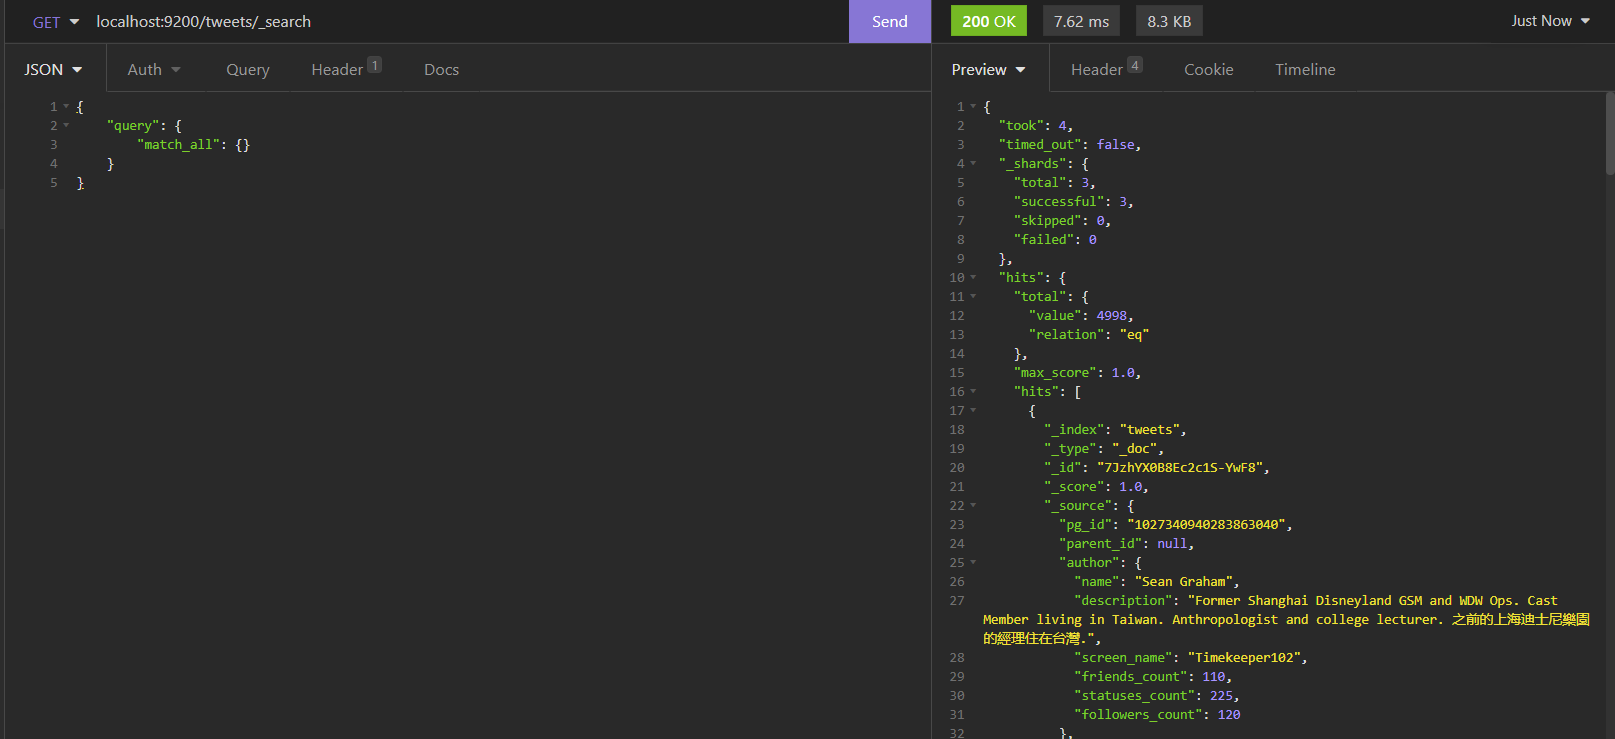 GET localhost:9200/tweets/_search Send 200 OK 7.62 ms 8.3 KB Just Now
JSON Auth Query Header 1 Docs
1 {
2 "query": {
3 "match_all": {}
4 }
5 }
Preview Header 4 Cookie Timeline
1 {
2 "took": 4,
3 "timed_out": false,
4 "_shards": {
5 "total": 3,
6 "successful": 3,
7 "skipped": 0,
8 "failed": 0
9 },
10 "hits": {
11 "total": {
12 "value": 4998,
13 "relation": "eq"
14 },
15 "max_score": 1.0,
16 "hits": [
17 {
18 "_index": "tweets",
19 "_type": "_doc",
20 "_id": "7JzhYX0B8Ec2c1S-YwF8",
21 "_score": 1.0,
22 "_source": {
23 "pg_id": "1027340940283863040",
24 "parent_id": null,
25 "author": {
26 "name": "Sean Graham",
27 "description": "Former Shanghai Disneyland GSM and WDW Ops. Cast
Member living in Taiwan. Anthropologist and college lecturer. 之前的上海迪士尼樂園
的經理住在台灣.",
28 "screen_name": "Timekeeper102",
29 "friends_count": 110,
30 "statuses_count": 225,
31 "followers_count": 120
32 },